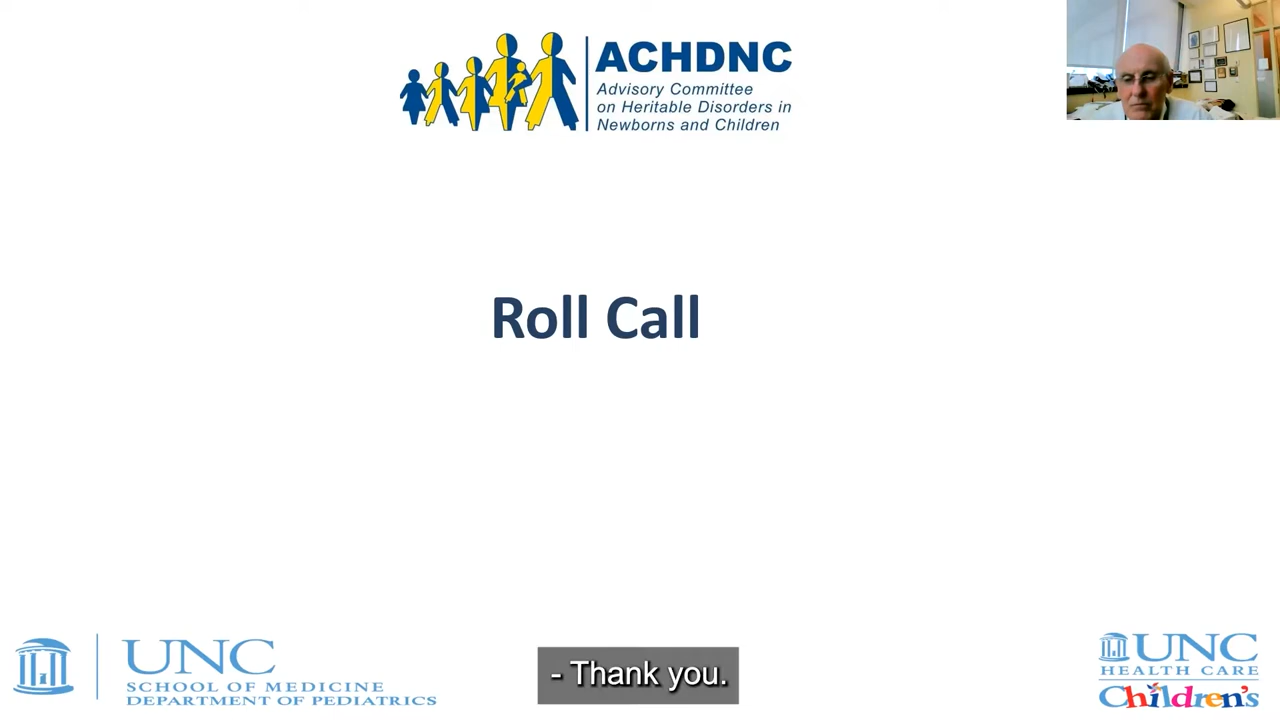 ACHDNC
Advisory Committee
on Heritable Disorders in
Newborns and Children
Roll Call
UNC
SCHOOL OF MEDICINE
DEPARTMENT OF PEDIATRICS
- Thank you.
UNC
HEALTH CARE
Children's